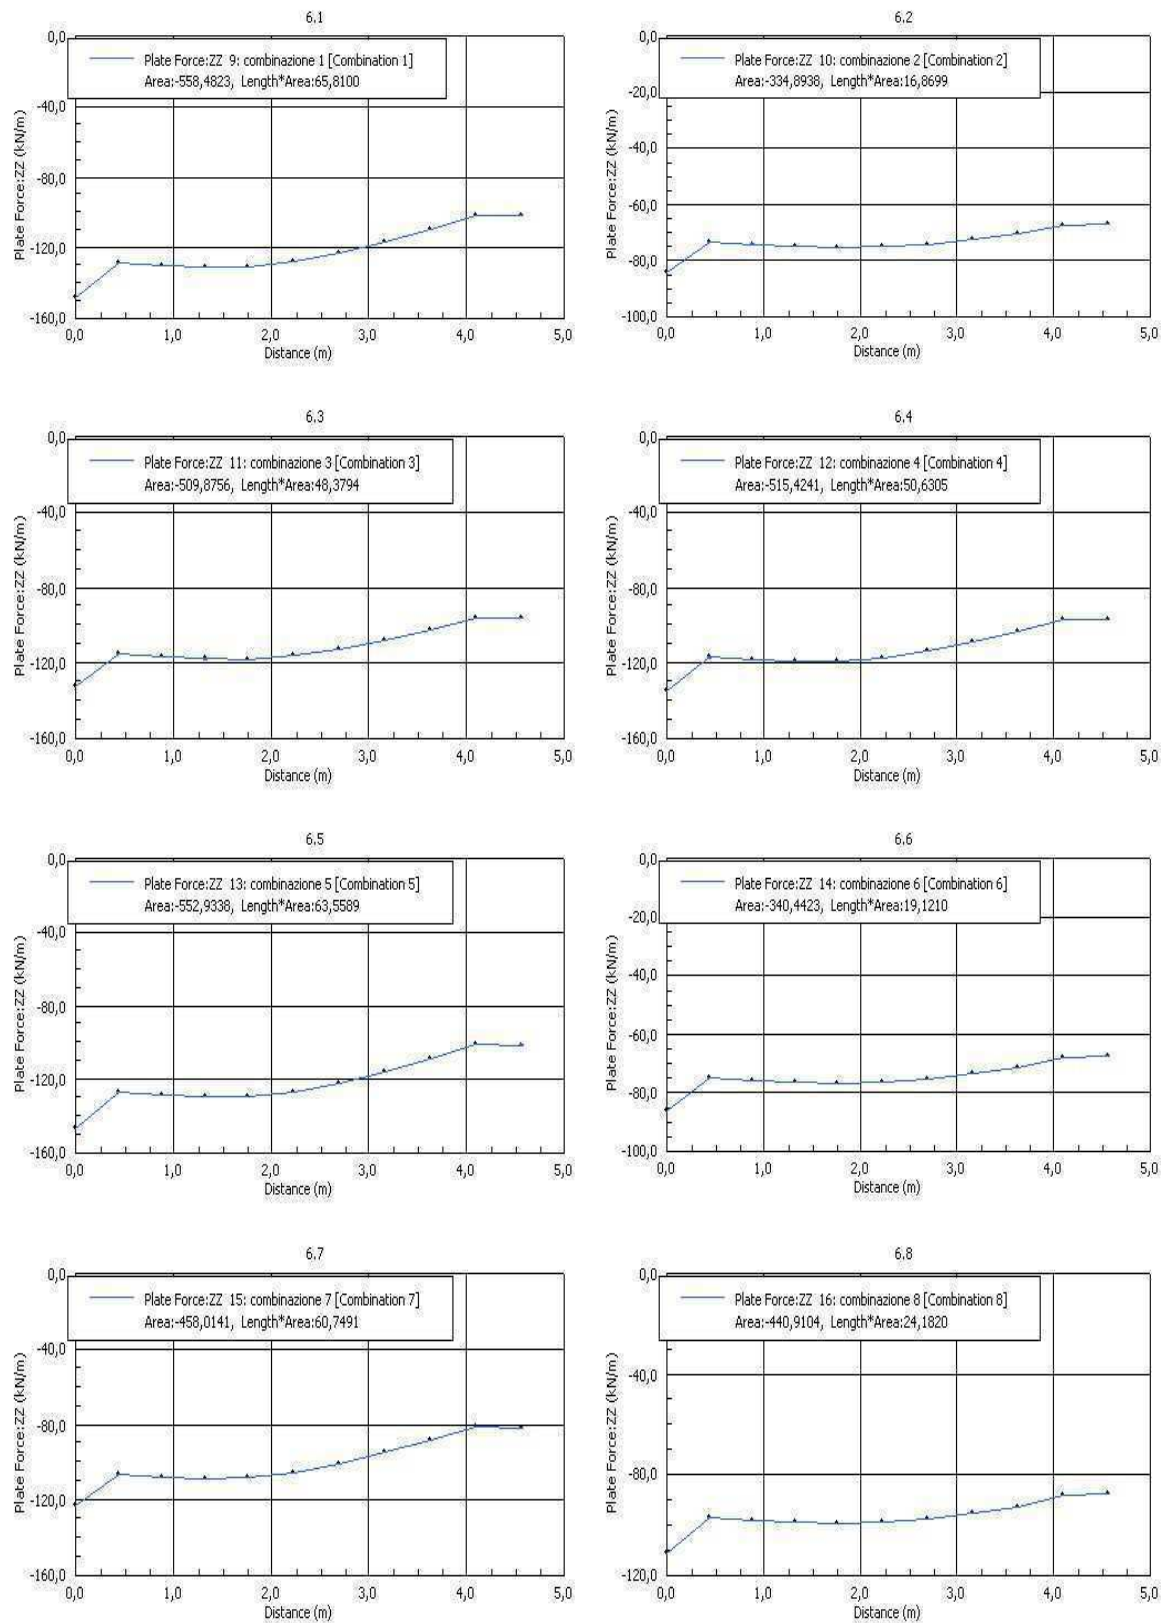 6.1
Plate Force:ZZ 9: combinazione 1 [Combination 1]
Area:-558,4823, Length*Area:65,8100
Plate Force:ZZ (kN/m)
0,0
-40,0
-80,0
-120,0
-160,0
0,0 1,0 2,0 3,0 4,0 5,0
Distance (m)
6.2
Plate Force:ZZ 10: combinazione 2 [Combination 2]
Area:-334,8938, Length*Area:16,8699
Plate Force:ZZ (kN/m)
0,0
-20,0
-40,0
-60,0
-80,0
-100,0
0,0 1,0 2,0 3,0 4,0 5,0
Distance (m)
6.3
Plate Force:ZZ 11: combinazione 3 [Combination 3]
Area:-509,8756, Length*Area:48,3794
Plate Force:ZZ (kN/m)
0,0
-40,0
-80,0
-120,0
-160,0
0,0 1,0 2,0 3,0 4,0 5,0
Distance (m)
6.4
Plate Force:ZZ 12: combinazione 4 [Combination 4]
Area:-515,4241, Length*Area:50,6305
Plate Force:ZZ (kN/m)
0,0
-40,0
-80,0
-120,0
-160,0
0,0 1,0 2,0 3,0 4,0 5,0
Distance (m)
6.5
Plate Force:ZZ 13: combinazione 5 [Combination 5]
Area:-552,9338, Length*Area:63,5589
Plate Force:ZZ (kN/m)
0,0
-40,0
-80,0
-120,0
-160,0
0,0 1,0 2,0 3,0 4,0 5,0
Distance (m)
6.6
Plate Force:ZZ 14: combinazione 6 [Combination 6]
Area:-340,4423, Length*Area:19,1210
Plate Force:ZZ (kN/m)
0,0
-20,0
-40,0
-60,0
-80,0
-100,0
0,0 1,0 2,0 3,0 4,0 5,0
Distance (m)
6.7
Plate Force:ZZ 15: combinazione 7 [Combination 7]
Area:-458,0141, Length*Area:60,7491
Plate Force:ZZ (kN/m)
0,0
-40,0
-80,0
-120,0
-160,0
0,0 1,0 2,0 3,0 4,0 5,0
Distance (m)
6.8
Plate Force:ZZ 16: combinazione 8 [Combination 8]
Area:-440,9104, Length*Area:24,1820
Plate Force:ZZ (kN/m)
0,0
-40,0
-80,0
-120,0
0,0 1,0 2,0 3,0 4,0 5,0
Distance (m)